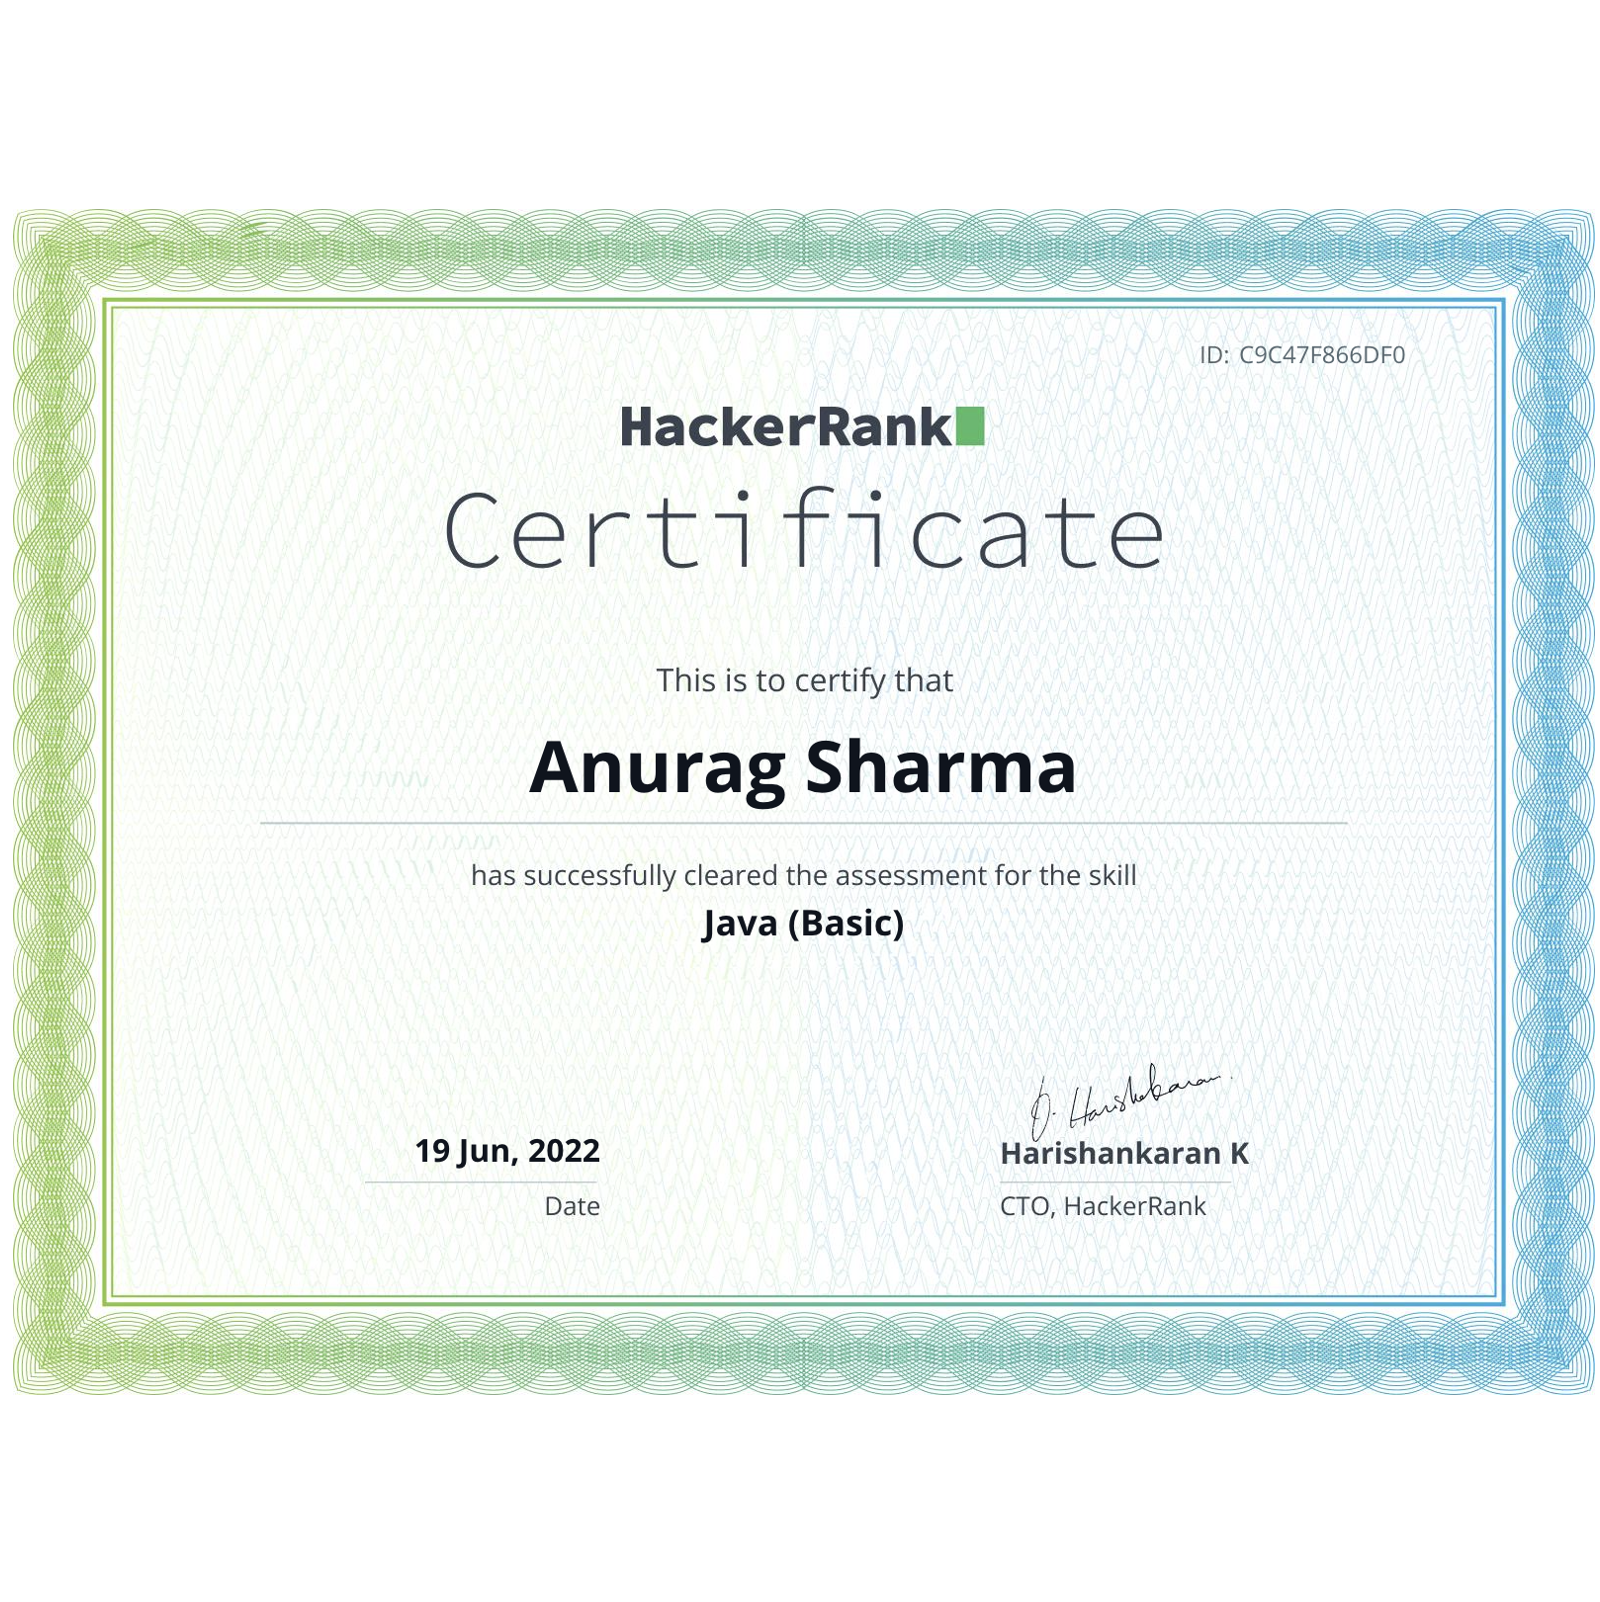 ID: C9C47F866DF0
HackerRank
Certificate
This is to certify that
Anurag Sharma
has successfully cleared the assessment for the skill
Java (Basic)
D. Harishankaran.
19 Jun, 2022
Harishankaran K
Date
CTO, HackerRank